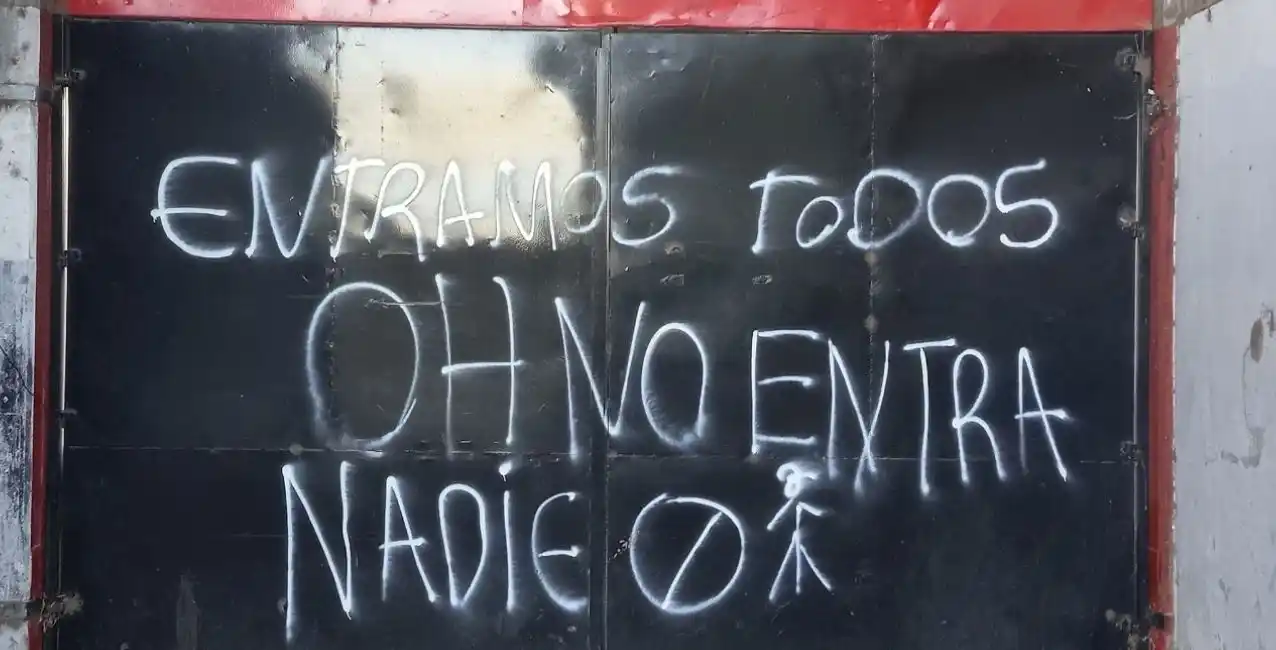 ENTRAMOS ToDOS
OH NO ENTRA
NADiE